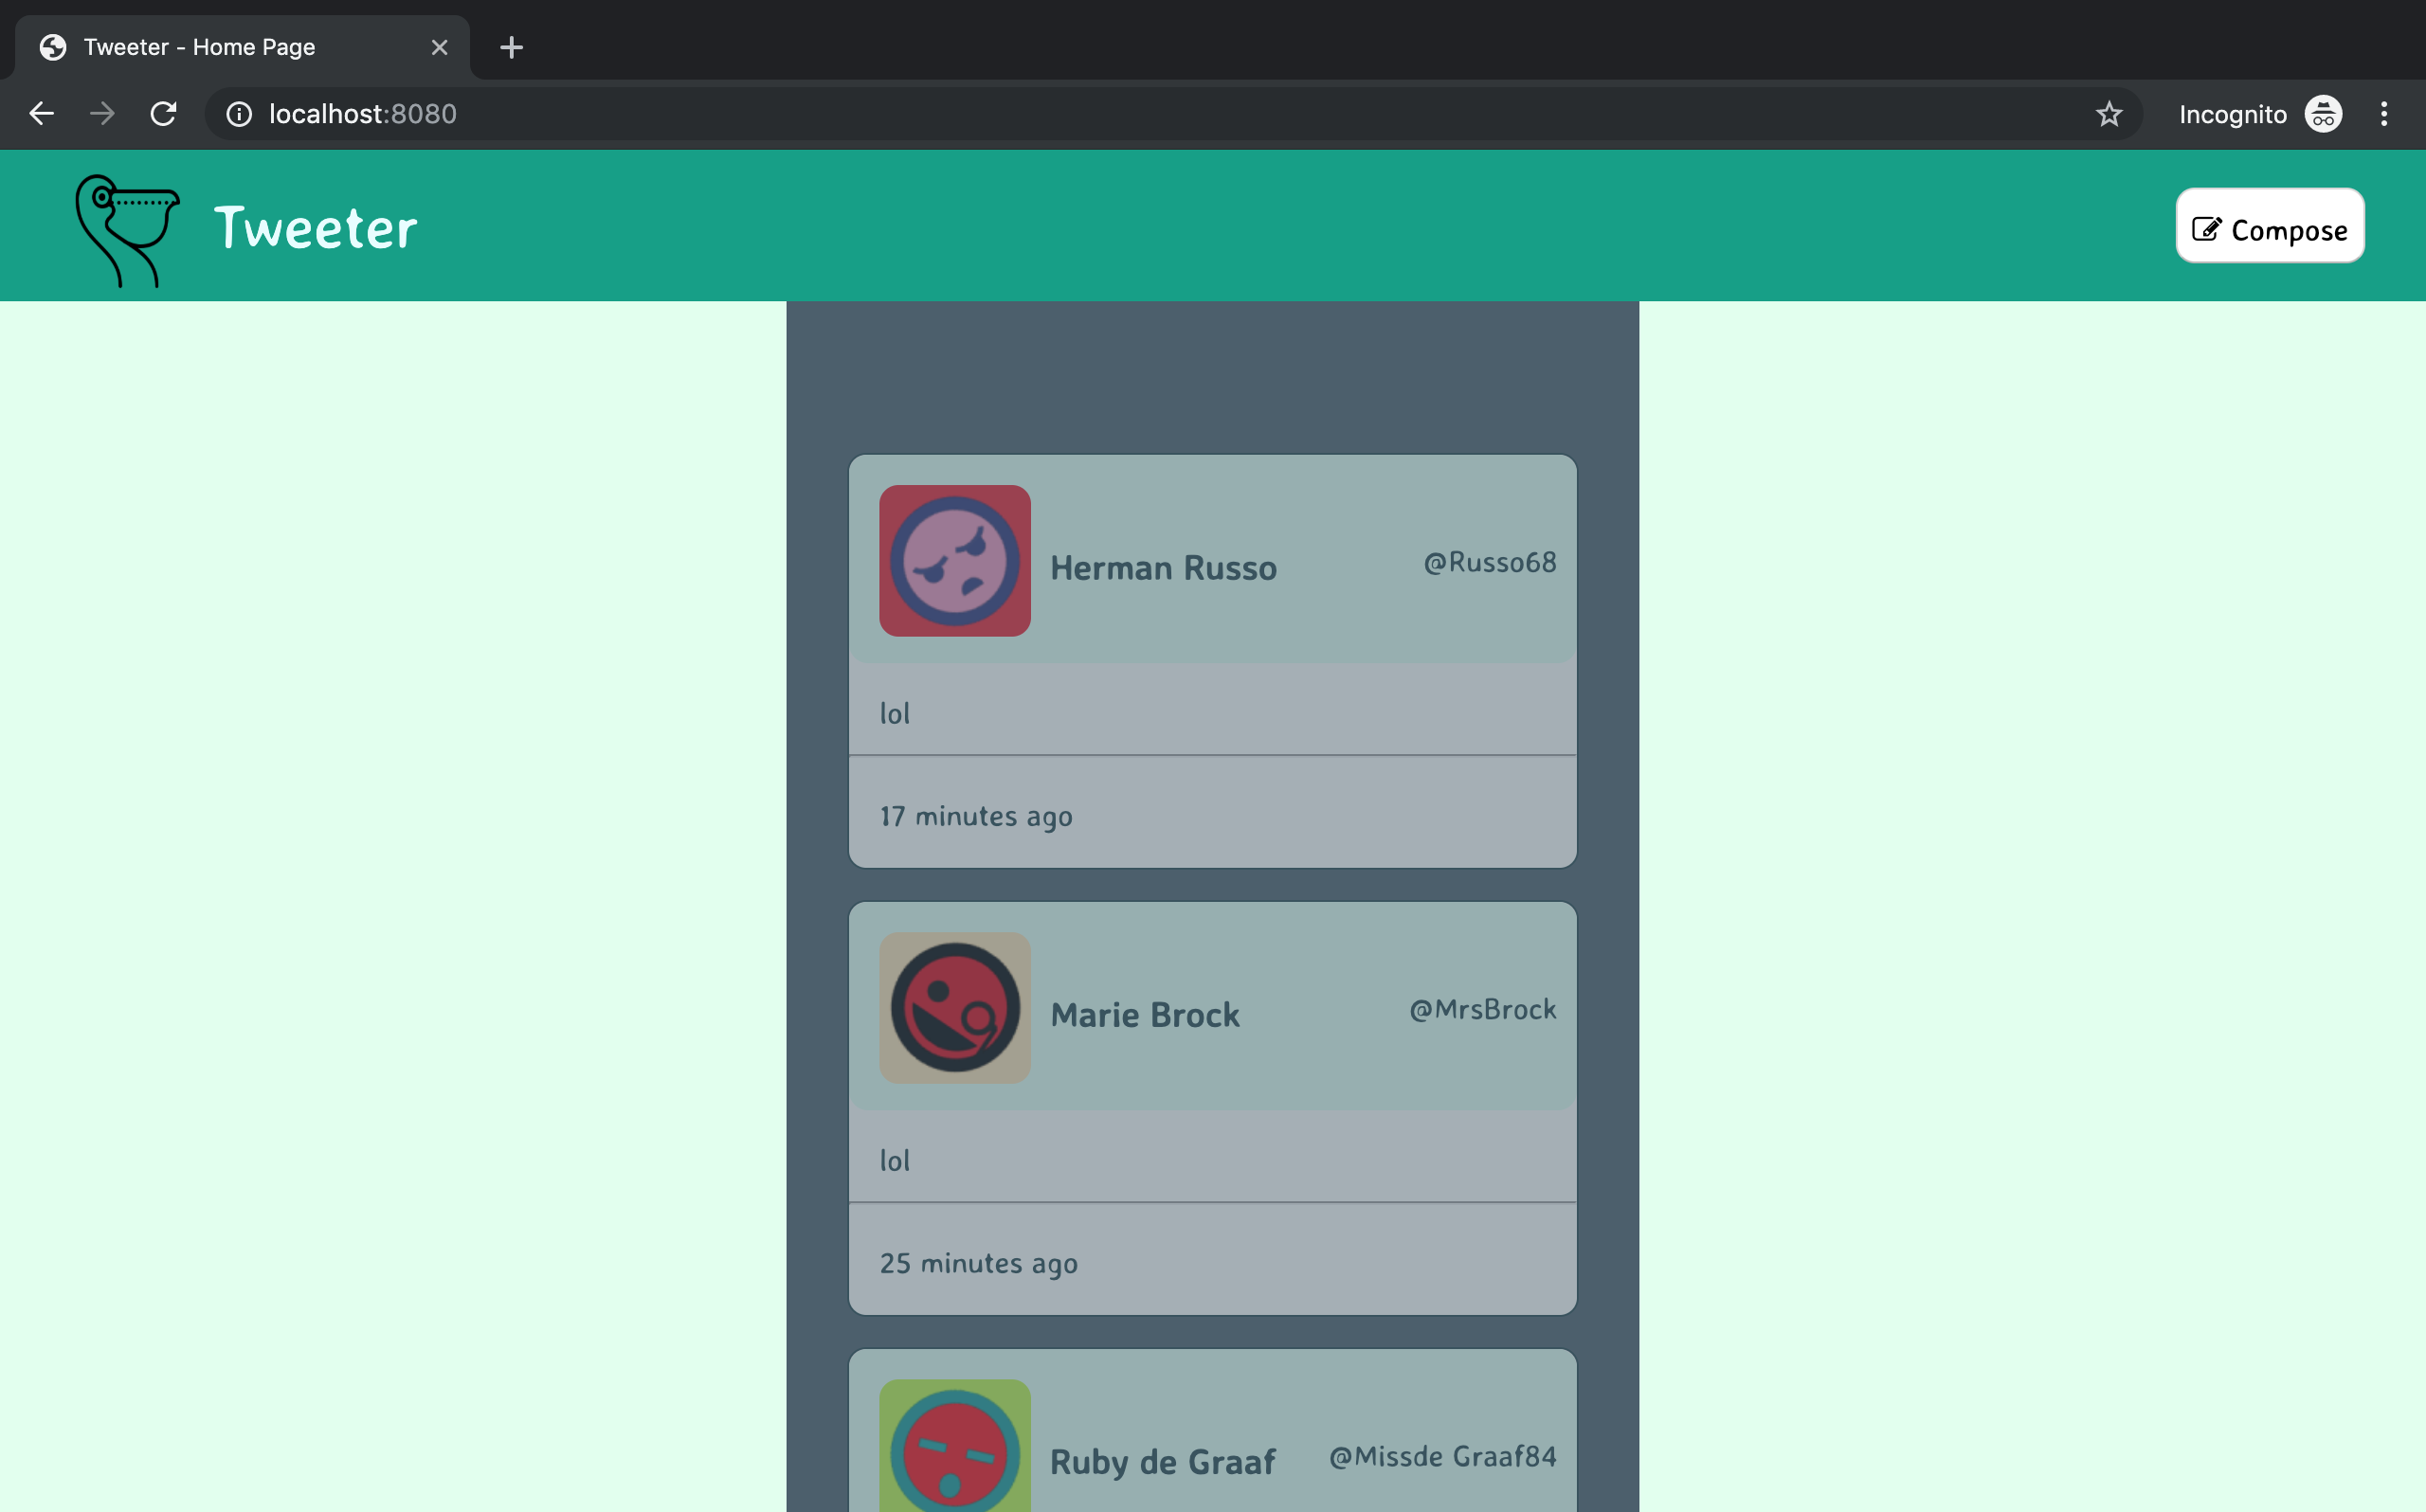 Tweeter - Home Page
localhost:8080
Incognito
Tweeter
Compose
Herman Russo
@Russo68
lol
17 minutes ago
Marie Brock
@MrsBrock
lol
25 minutes ago
Ruby de Graaf
@Missde Graaf84